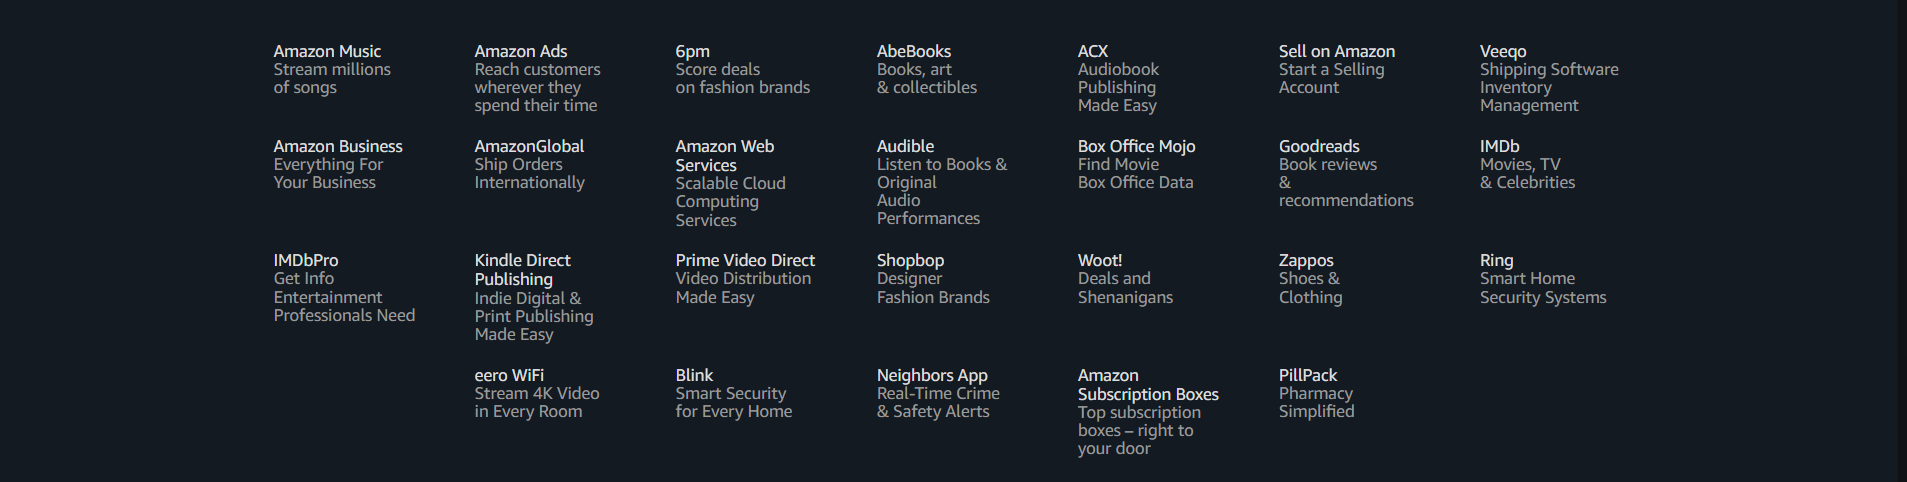 Amazon Music
Stream millions
of songs
Amazon Ads
Reach customers
wherever they
spend their time
6pm
Score deals
on fashion brands
AbeBooks
Books, art
& collectibles
ACX
Audiobook
Publishing
Made Easy
Sell on Amazon
Start a Selling
Account
Veeqo
Shipping Software
Inventory
Management
Amazon Business
Everything For
Your Business
AmazonGlobal
Ship Orders
Internationally
Amazon Web
Services
Scalable Cloud
Computing
Services
Audible
Listen to Books &
Original
Audio
Performances
Box Office Mojo
Find Movie
Box Office Data
Goodreads
Book reviews
&
recommendations
IMDb
Movies, TV
& Celebrities
IMDbPro
Get Info
Entertainment
Professionals Need
Kindle Direct
Publishing
Indie Digital &
Print Publishing
Made Easy
Prime Video Direct
Video Distribution
Made Easy
Shopbop
Designer
Fashion Brands
Woot!
Deals and
Shenanigans
Zappos
Shoes &
Clothing
Ring
Smart Home
Security Systems
eero WiFi
Stream 4K Video
in Every Room
Blink
Smart Security
for Every Home
Neighbors App
Real-Time Crime
& Safety Alerts
Amazon
Subscription Boxes
Top subscription
boxes – right to
your door
PillPack
Pharmacy
Simplified